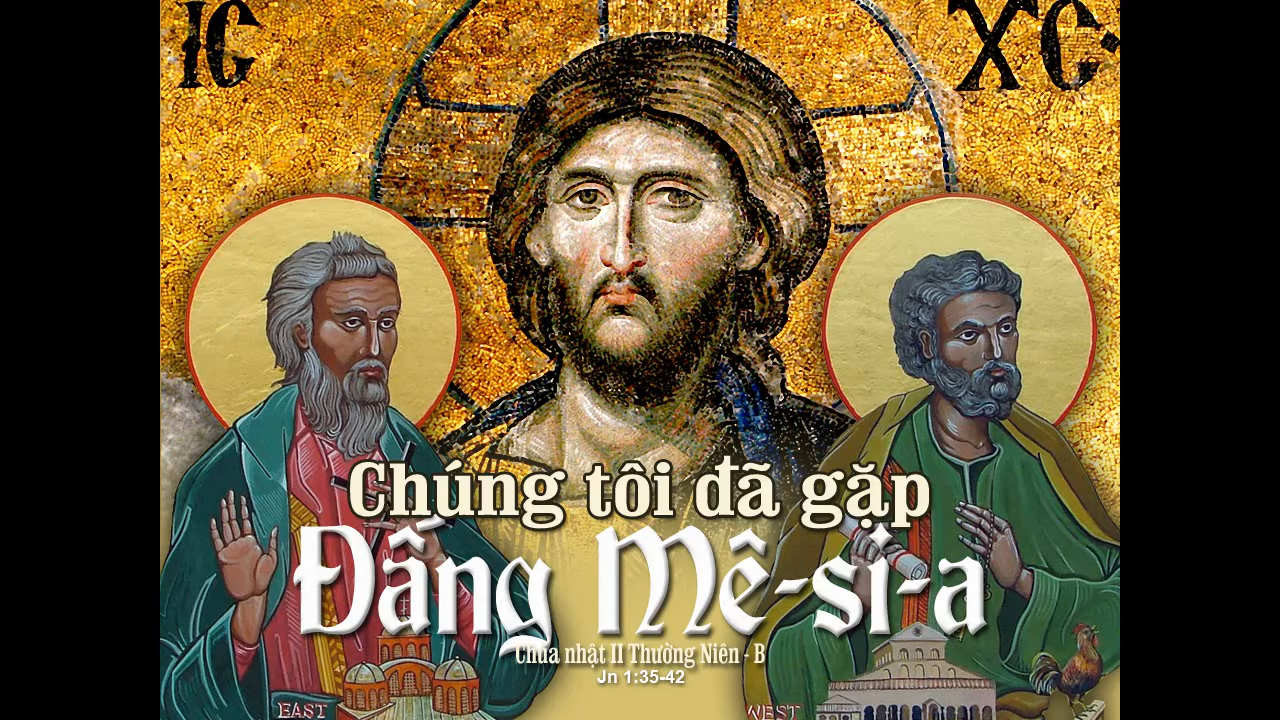 IC XC
Chúng tôi đã gặp
Đấng Mê-si-a
Chúa nhật II Thường Niên - B
Jn 1:35-42
EAST WEST